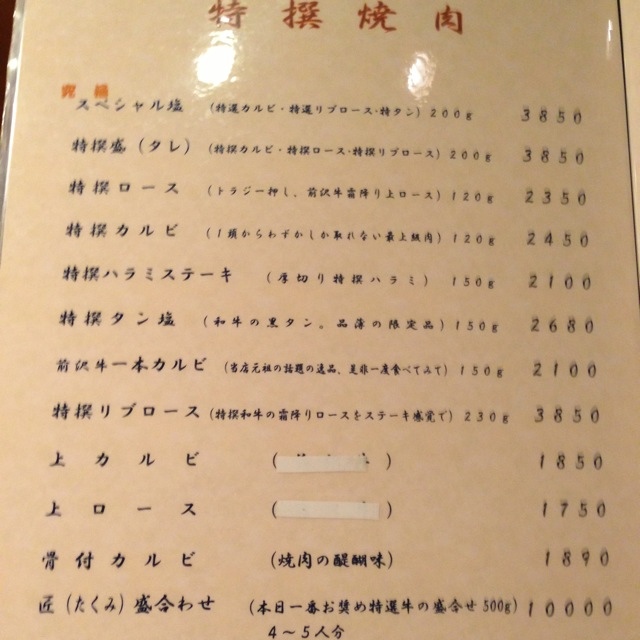 特撰焼肉
究極
スペシャル塩 (特選カルビ・特選リブロース・特タン) 200g 3850
特撰盛(タレ) (特撰カルビ・特撰ロース・特撰リブロース) 200g 3850
特撰ロース (トラジ一押し、前沢牛霜降り上ロース) 120g 2350
特撰カルビ (1頭からわずかしか取れない最上級肉) 120g 2450
特撰ハラミステーキ (厚切り特撰ハラミ) 150g 2100
特撰タン塩 (和牛の黒タン。品薄の限定品) 150g 2680
前沢牛一本カルビ (当店元祖の話題の逸品、是非一度食べてみて) 150g 2100
特撰リブロース (特撰和牛の霜降りロースをステーキ感覚で) 230g 3850
上カルビ ( ) 1850
上ロース ( ) 1750
骨付カルビ (焼肉の醍醐味) 1890
匠(たくみ)盛合わせ (本日一番お奨め特選牛の盛合せ500g) 10000
4～5人分